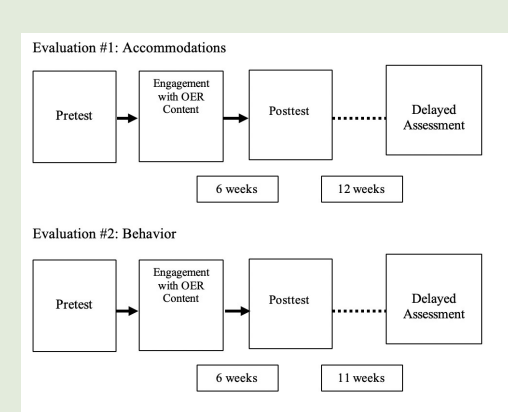 Evaluation #1: Accommodations
Pretest
Engagement
with OER
Content
Posttest
Delayed
Assessment
6 weeks
12 weeks
Evaluation #2: Behavior
Pretest
Engagement
with OER
Content
Posttest
Delayed
Assessment
6 weeks
11 weeks